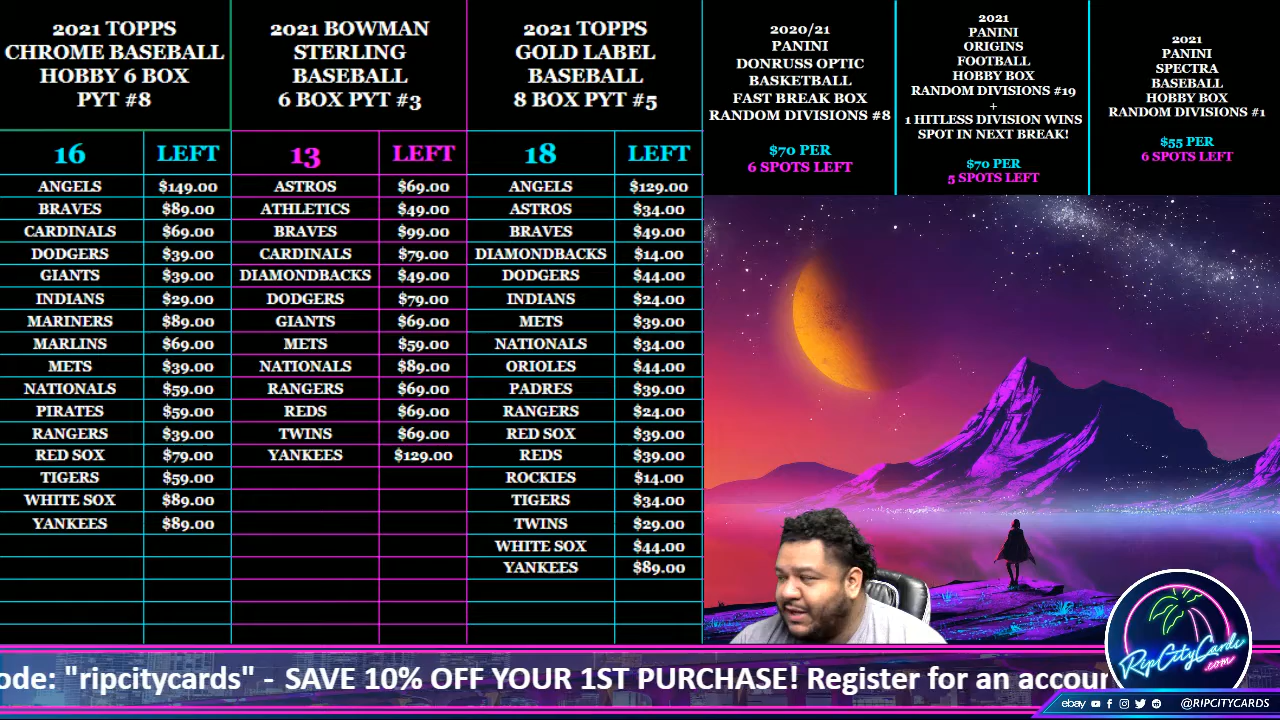 2021 TOPPS
CHROME BASEBALL
HOBBY 6 BOX
PYT #8
16 LEFT
ANGELS $149.00
BRAVES $89.00
CARDINALS $69.00
DODGERS $39.00
GIANTS $39.00
INDIANS $29.00
MARINERS $89.00
MARLINS $69.00
METS $39.00
NATIONALS $59.00
PIRATES $59.00
RANGERS $39.00
RED SOX $79.00
TIGERS $59.00
WHITE SOX $89.00
YANKEES $89.00
2021 BOWMAN
STERLING
BASEBALL
6 BOX PYT #3
13 LEFT
ASTROS $69.00
ATHLETICS $49.00
BRAVES $99.00
CARDINALS $79.00
DIAMONDBACKS $49.00
DODGERS $79.00
GIANTS $69.00
METS $59.00
NATIONALS $89.00
RANGERS $69.00
REDS $69.00
TWINS $69.00
YANKEES $129.00
2021 TOPPS
GOLD LABEL
BASEBALL
8 BOX PYT #5
18 LEFT
ANGELS $129.00
ASTROS $34.00
BRAVES $49.00
DIAMONDBACKS $14.00
DODGERS $44.00
INDIANS $24.00
METS $39.00
NATIONALS $34.00
ORIOLES $44.00
PADRES $39.00
RANGERS $24.00
RED SOX $39.00
REDS $39.00
ROCKIES $14.00
TIGERS $34.00
TWINS $29.00
WHITE SOX $44.00
YANKEES $89.00
2020/21
PANINI
DONRUSS OPTIC
BASKETBALL
FAST BREAK BOX
RANDOM DIVISIONS #8
$70 PER
6 SPOTS LEFT
2021
PANINI
ORIGINS
FOOTBALL
HOBBY BOX
RANDOM DIVISIONS #19
+
1 HITLESS DIVISION WINS
SPOT IN NEXT BREAK!
$70 PER
5 SPOTS LEFT
2021
PANINI
SPECTRA
BASEBALL
HOBBY BOX
RANDOM DIVISIONS #1
$55 PER
6 SPOTS LEFT
ode: "ripcitycards" - SAVE 10% OFF YOUR 1ST PURCHASE! Register for an accour
RipCityCards
.com
ebay @RIPCITYCARDS